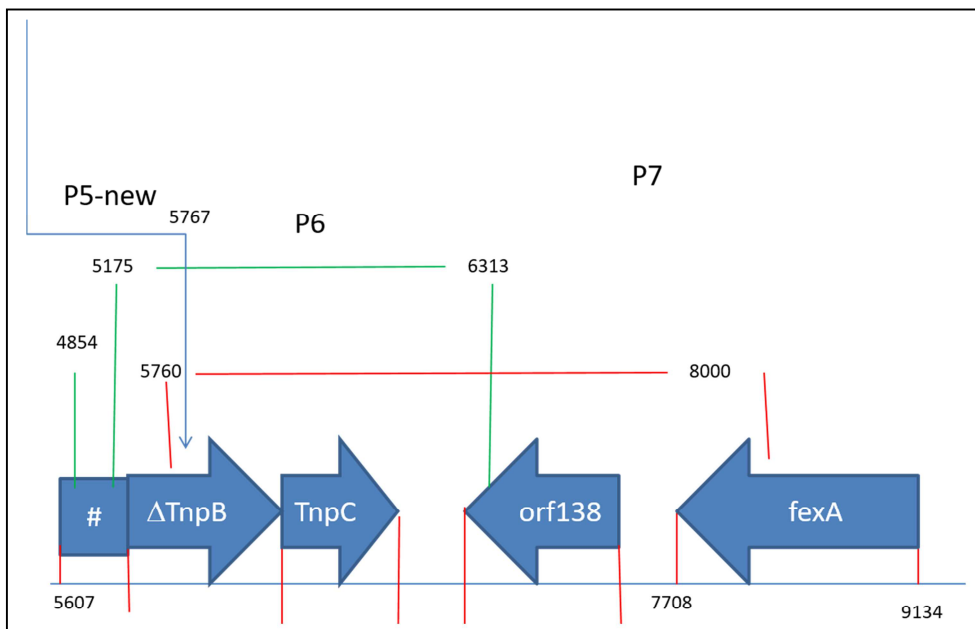 P7
P5-new
5767
P6
5175
6313
4854
5760
8000
#
ΔTnpB
TnpC
orf138
fexA
5607
7708
9134